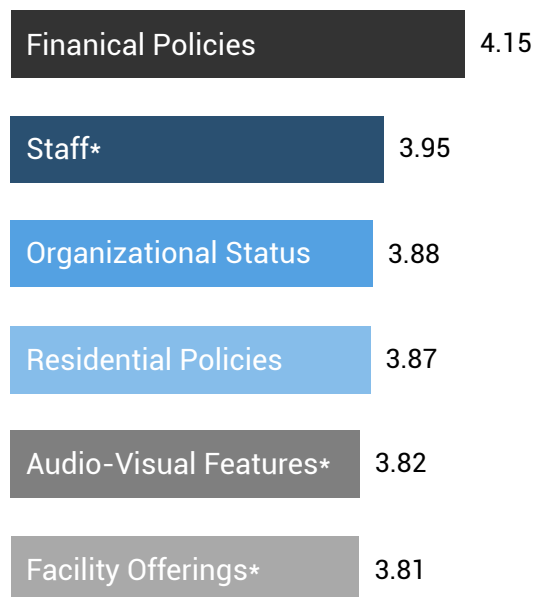 Finanical Policies 4.15
Staff* 3.95
Organizational Status 3.88
Residential Policies 3.87
Audio-Visual Features* 3.82
Facility Offerings* 3.81